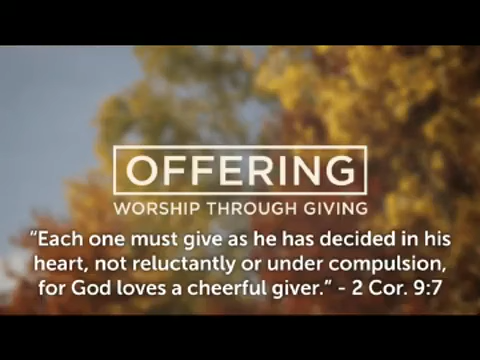 OFFERING
WORSHIP THROUGH GIVING
“Each one must give as he has decided in his
heart, not reluctantly or under compulsion,
for God loves a cheerful giver.” - 2 Cor. 9:7